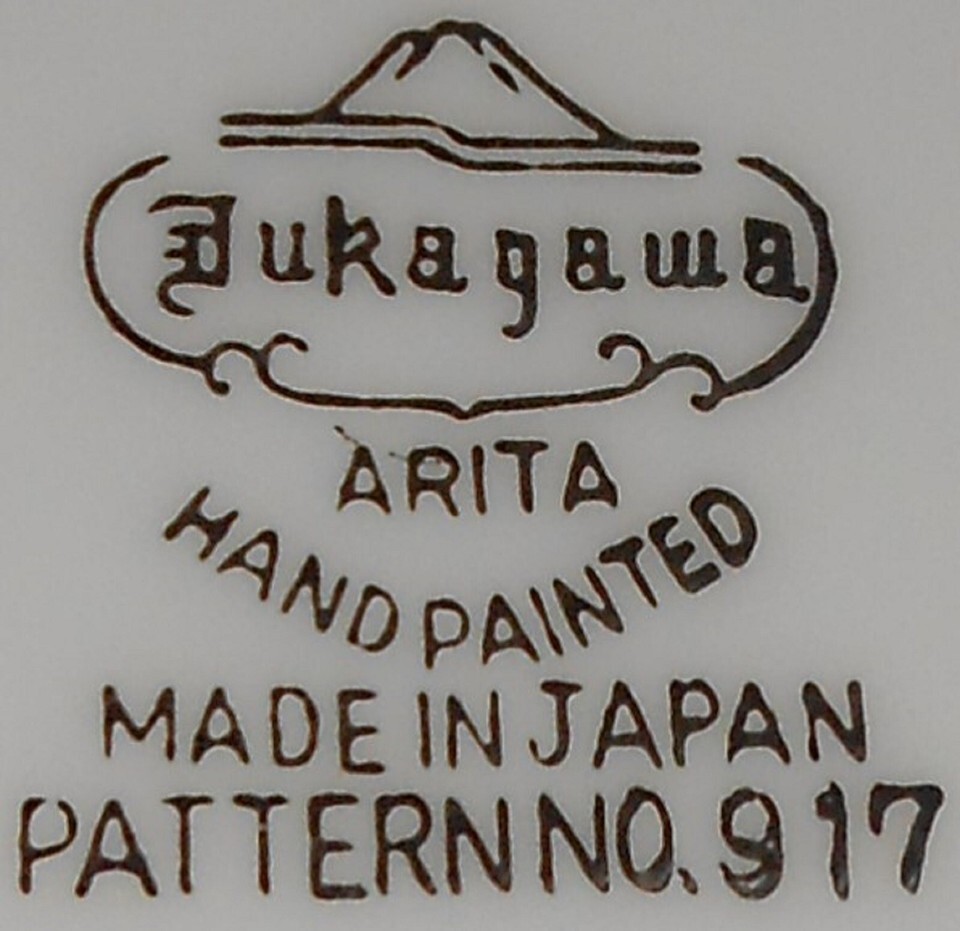 Fukagawa
ARITA
HAND PAINTED
MADE IN JAPAN
PATTERN NO. 917